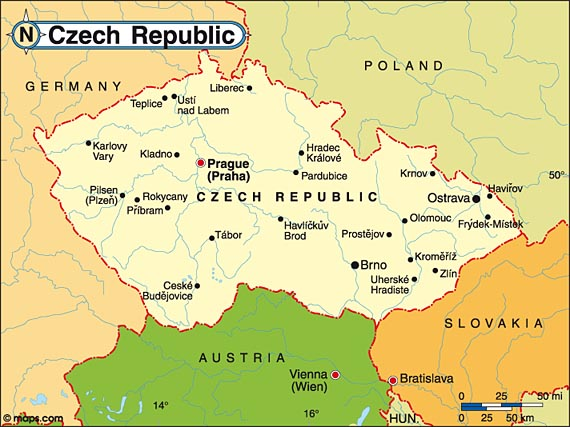 N
Czech Republic
GERMANY
POLAND
Liberec
Teplice
Ústí
nad Labem
Karlovy
Vary
Kladno
Prague
(Praha)
Hradec
Králové
Pardubice
Krnov
50°
Havířov
Ostrava
Pilsen
(Plzeň)
Rokycany
Příbram
CZECH REPUBLIC
Frýdek-Místek
Olomouc
Tábor
Havlíčkův
Brod
Prostějov
Kroměříž
Brno
Zlín
Uherské
Hradiste
České
Budějovice
SLOVAKIA
AUSTRIA
Vienna
(Wien)
Bratislava
0 25 50 mi
0 25 50 km
14°
16°
HUN.
© maps.com